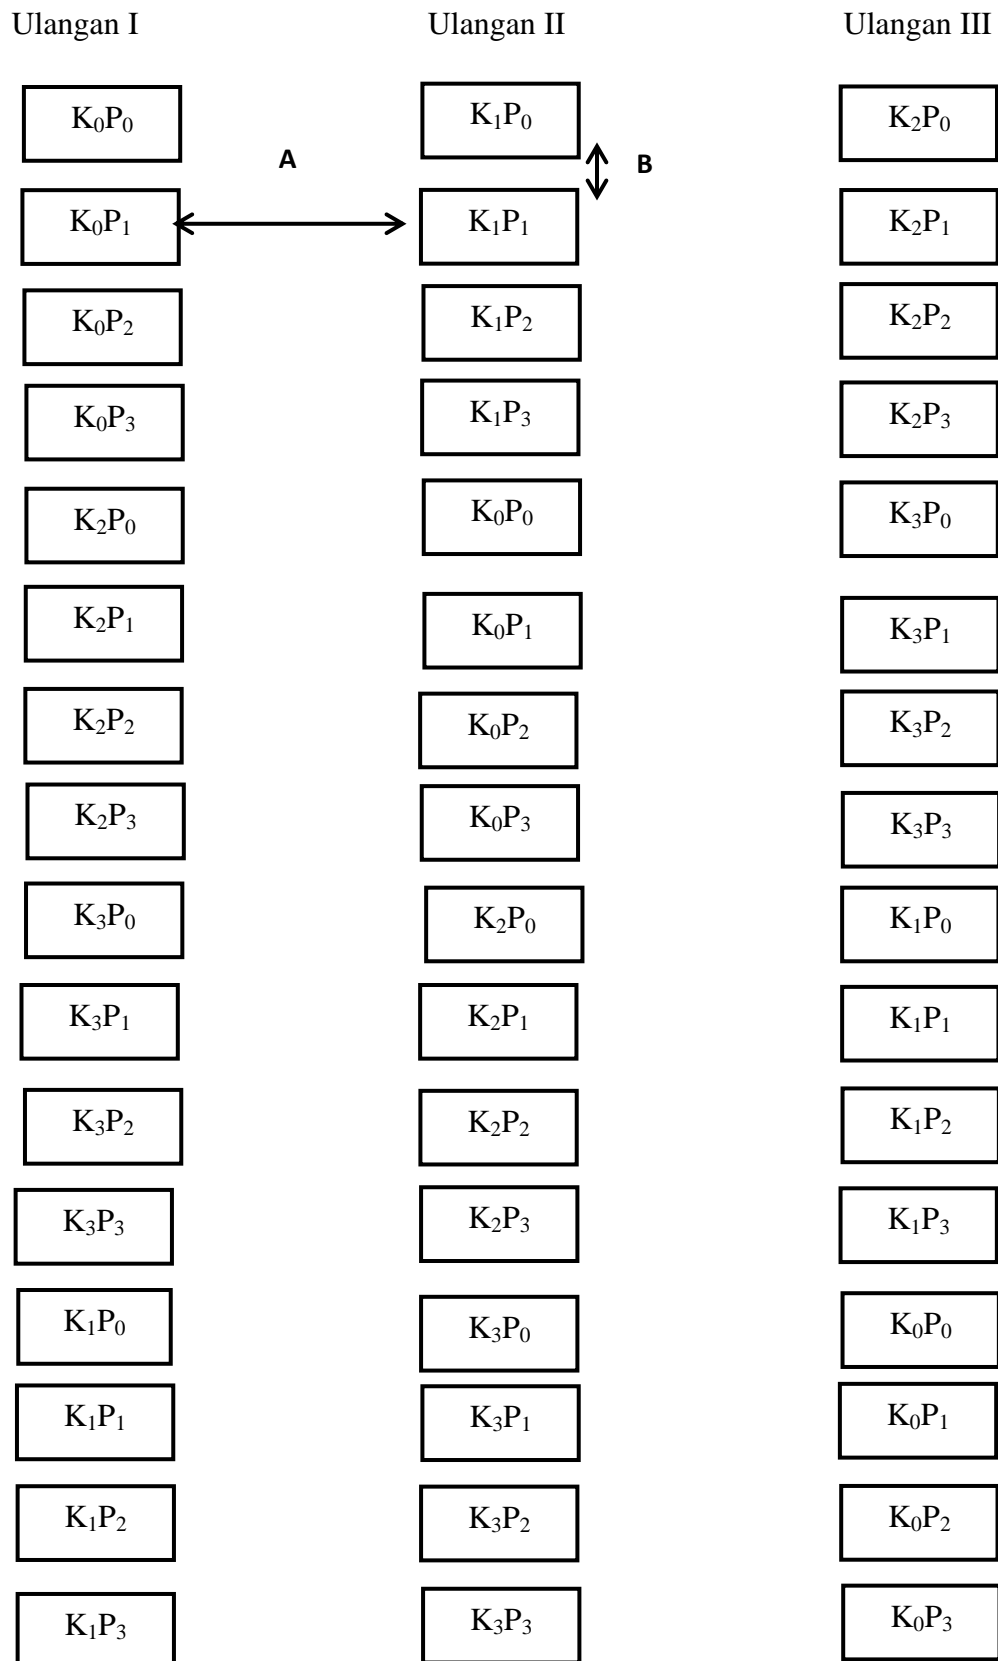 Ulangan I Ulangan II Ulangan III
K₀P₀ K₁P₀ K₂P₀
A B
K₀P₁ K₁P₁ K₂P₁
K₀P₂ K₁P₂ K₂P₂
K₀P₃ K₁P₃ K₂P₃
K₂P₀ K₀P₀ K₃P₀
K₂P₁ K₀P₁ K₃P₁
K₂P₂ K₀P₂ K₃P₂
K₂P₃ K₀P₃ K₃P₃
K₃P₀ K₂P₀ K₁P₀
K₃P₁ K₂P₁ K₁P₁
K₃P₂ K₂P₂ K₁P₂
K₃P₃ K₂P₃ K₁P₃
K₁P₀ K₃P₀ K₀P₀
K₁P₁ K₃P₁ K₀P₁
K₁P₂ K₃P₂ K₀P₂
K₁P₃ K₃P₃ K₀P₃